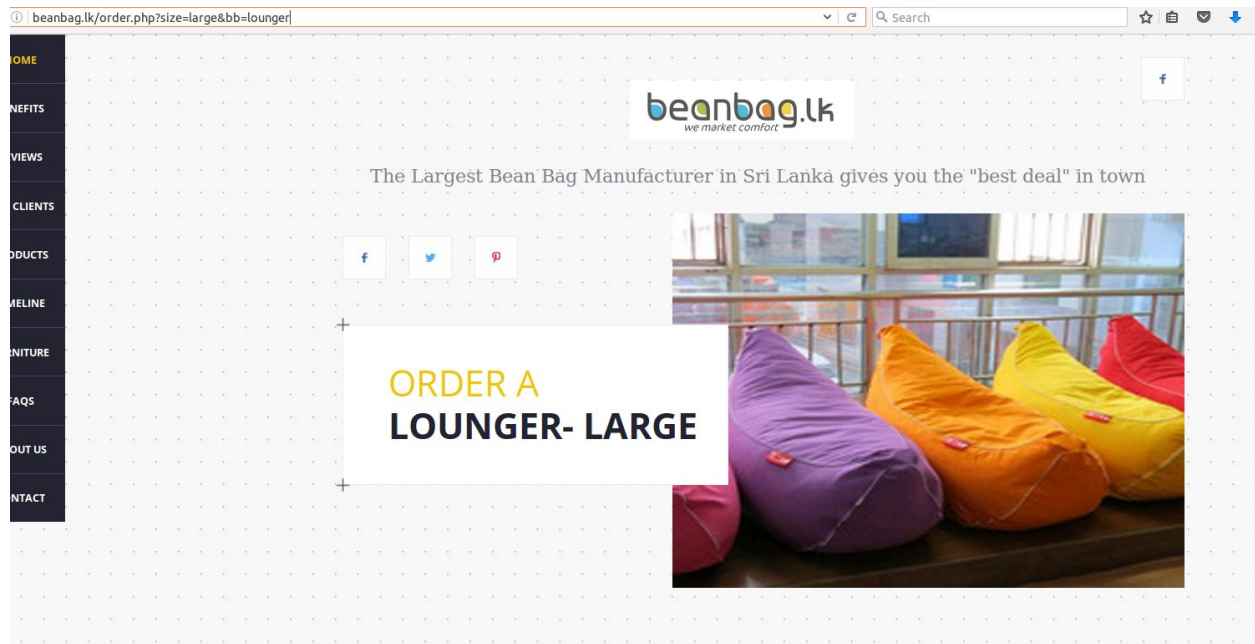 beanbag.lk/order.php?size=large&bb=lounger
Search
HOME
NEFITS
VIEWS
CLIENTS
ODUCTS
MELINE
RNITURE
FAQS
OUT US
NTACT
f
beanbag.lk
we market comfort
The Largest Bean Bag Manufacturer in Sri Lanka gives you the "best deal" in town
f
ORDER A
LOUNGER- LARGE